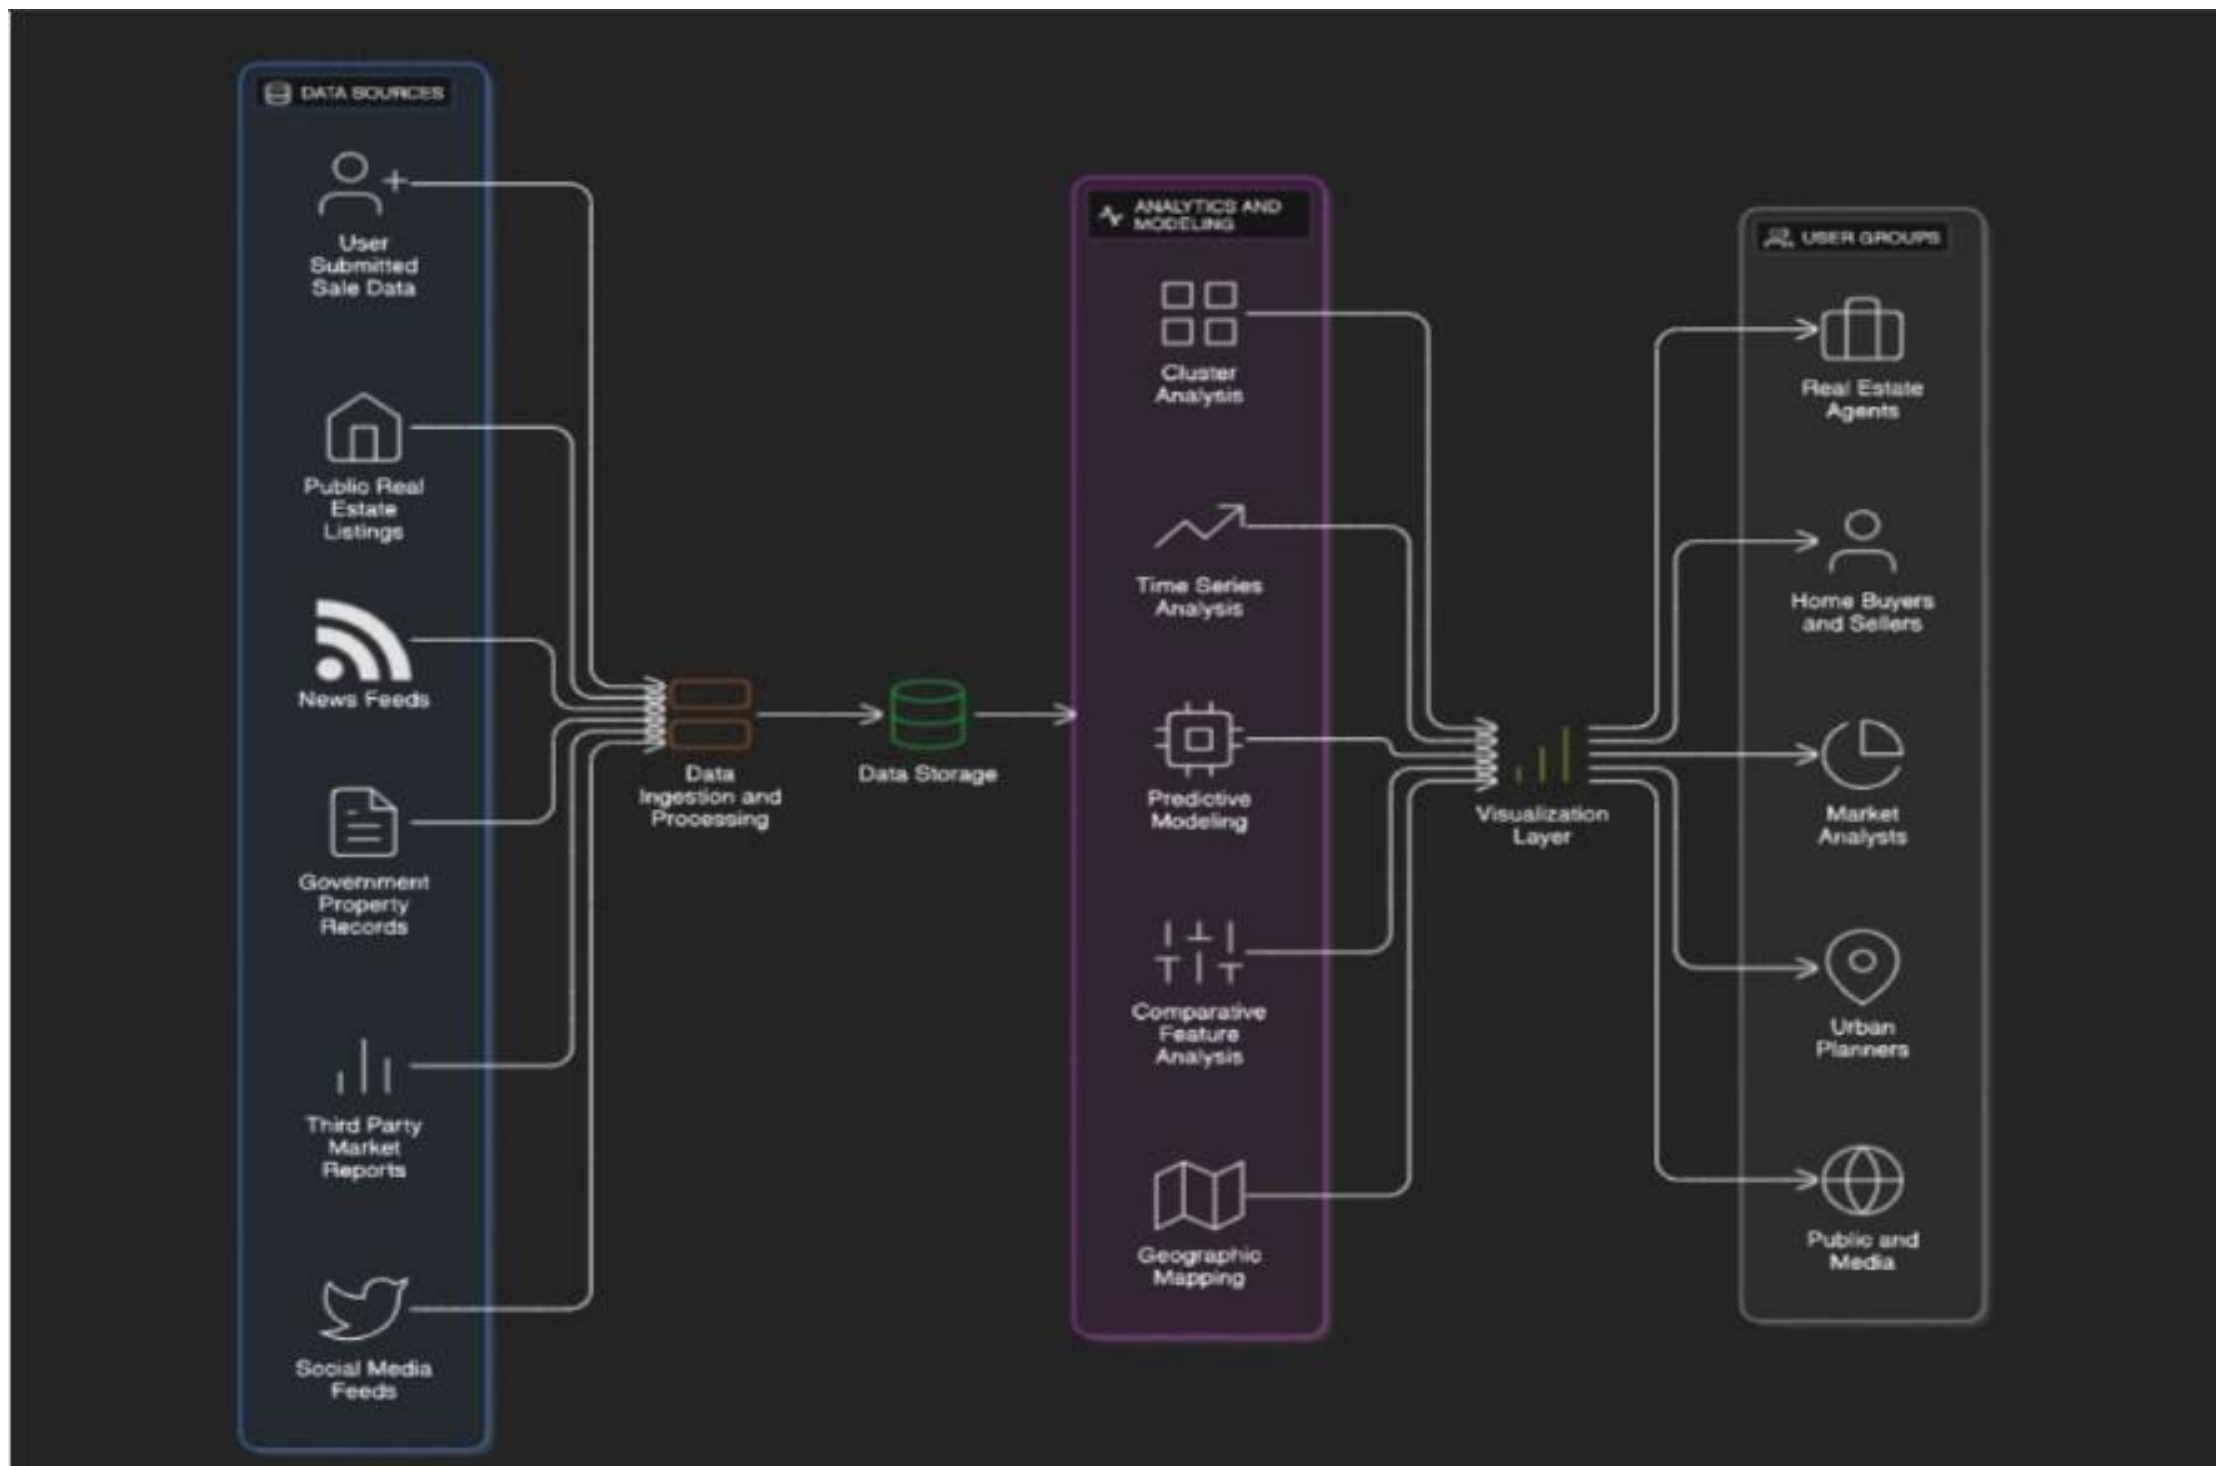 DATA SOURCES
User
Submitted
Sale Data
Public Real
Estate
Listings
News Feeds
Government
Property
Records
Third Party
Market
Reports
Social Media
Feeds
Data
Ingestion and
Processing
Data Storage
ANALYTICS AND
MODELING
Cluster
Analysis
Time Series
Analysis
Predictive
Modeling
Comparative
Feature
Analysis
Geographic
Mapping
Visualization
Layer
USER GROUPS
Real Estate
Agents
Home Buyers
and Sellers
Market
Analysts
Urban
Planners
Public and
Media